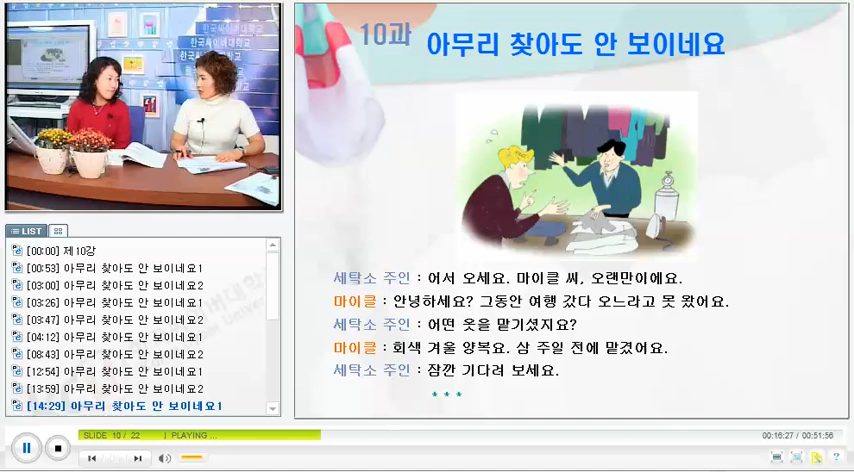 10과 아무리 찾아도 안 보이네요
세탁소 주인 : 어서 오세요. 마이클 씨, 오랜만이에요.
마이클 : 안녕하세요? 그동안 여행 갔다 오느라고 못 왔어요.
세탁소 주인 : 어떤 옷을 맡기셨지요?
마이클 : 회색 겨울 양복요. 삼 주일 전에 맡겼어요.
세탁소 주인 : 잠깐 기다려 보세요.
* * *
한국싸이버대학교
LIST
[00:00] 제10강
[00:53] 아무리 찾아도 안 보이네요1
[03:00] 아무리 찾아도 안 보이네요2
[03:26] 아무리 찾아도 안 보이네요1
[03:47] 아무리 찾아도 안 보이네요2
[04:12] 아무리 찾아도 안 보이네요1
[08:43] 아무리 찾아도 안 보이네요2
[12:54] 아무리 찾아도 안 보이네요1
[13:59] 아무리 찾아도 안 보이네요2
[14:29] 아무리 찾아도 안 보이네요1
SLIDE 10 / 22 | PLAYING ...
00:16:27 / 00:51:56